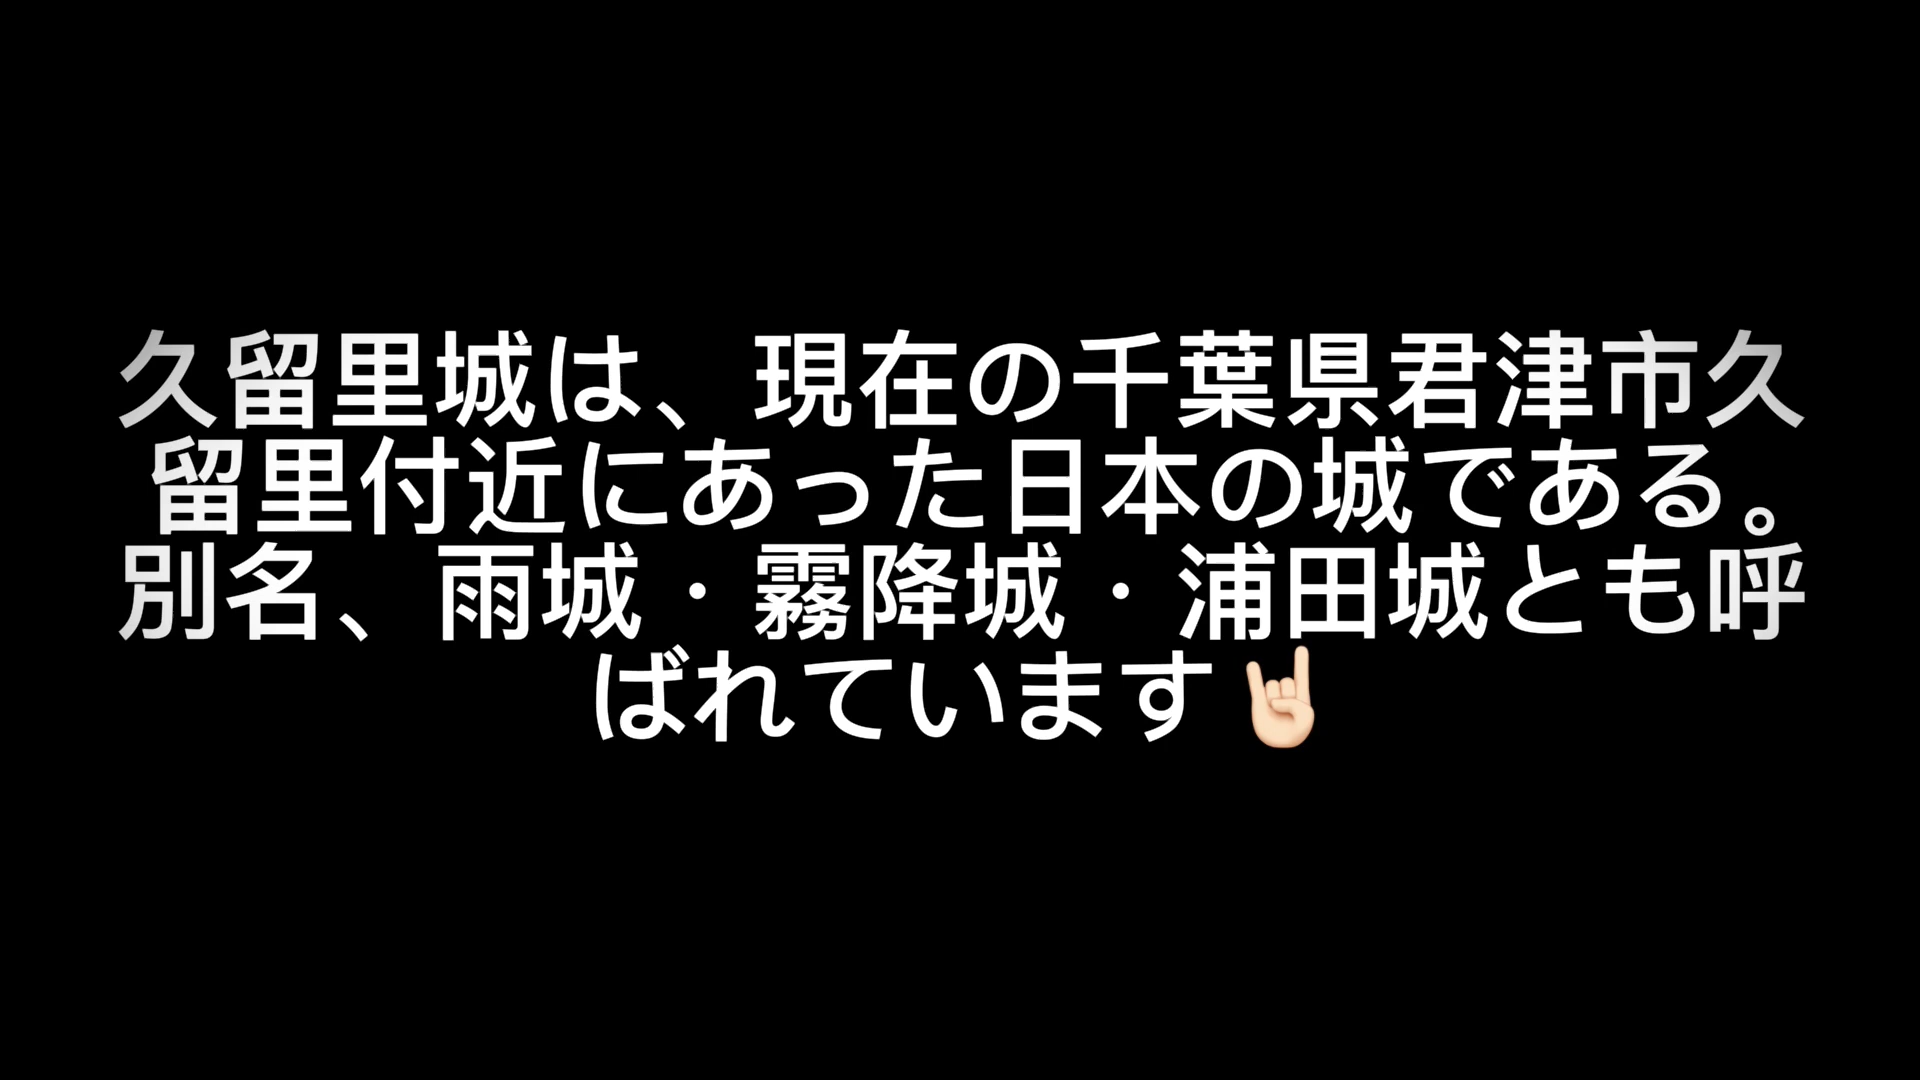 久留里城は、現在の千葉県君津市久
留里付近にあった日本の城である。
別名、雨城・霧降城・浦田城とも呼
ばれています🤘🏻